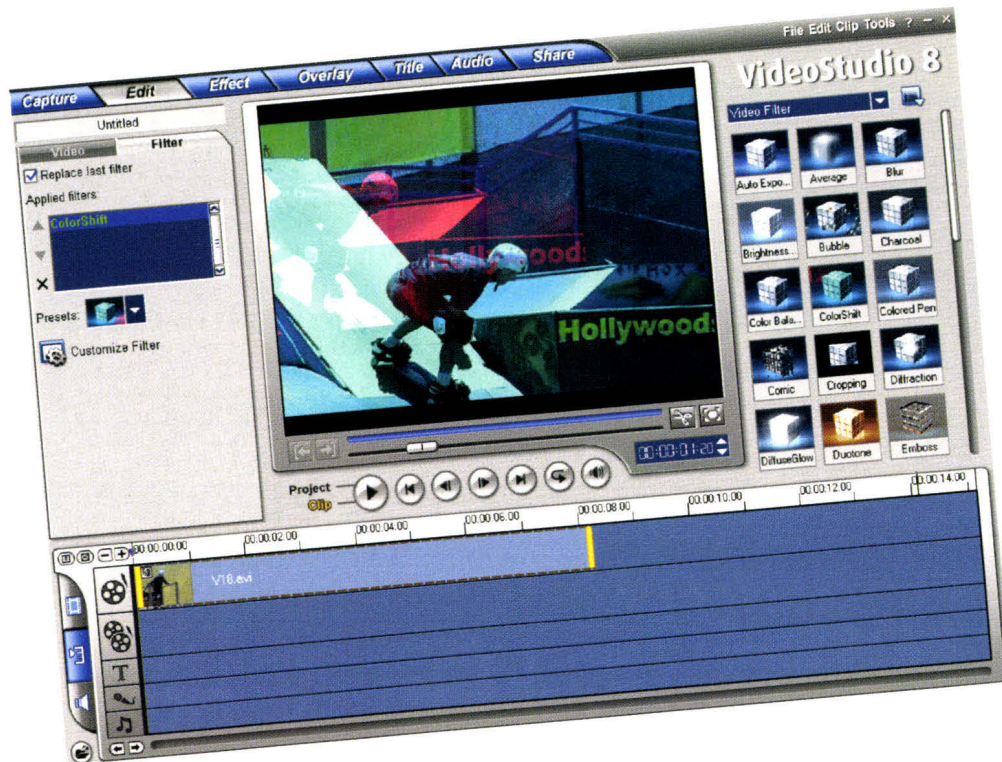 File Edit Clip Tools ? – ×
Capture Edit Effect Overlay Title Audio Share
VideoStudio 8
Untitled
Video Filter
Replace last filter
Applied filters:
ColorShift
Presets:
Customize Filter
Hollywood
Hollywood
Video Filter
Auto Expo... Average Blur
Brightness... Bubble Charcoal
Color Bala... ColorShift Colored Pen
Comic Cropping Diffraction
DiffuseGlow Duotone Emboss
00:00:01:20
Project
Clip
00:00:00:00 00:00:02:00 00:00:04:00 00:00:06:00 00:00:08:00 00:00:10:00 00:00:12:00 00:00:14:00
V18.avi
T